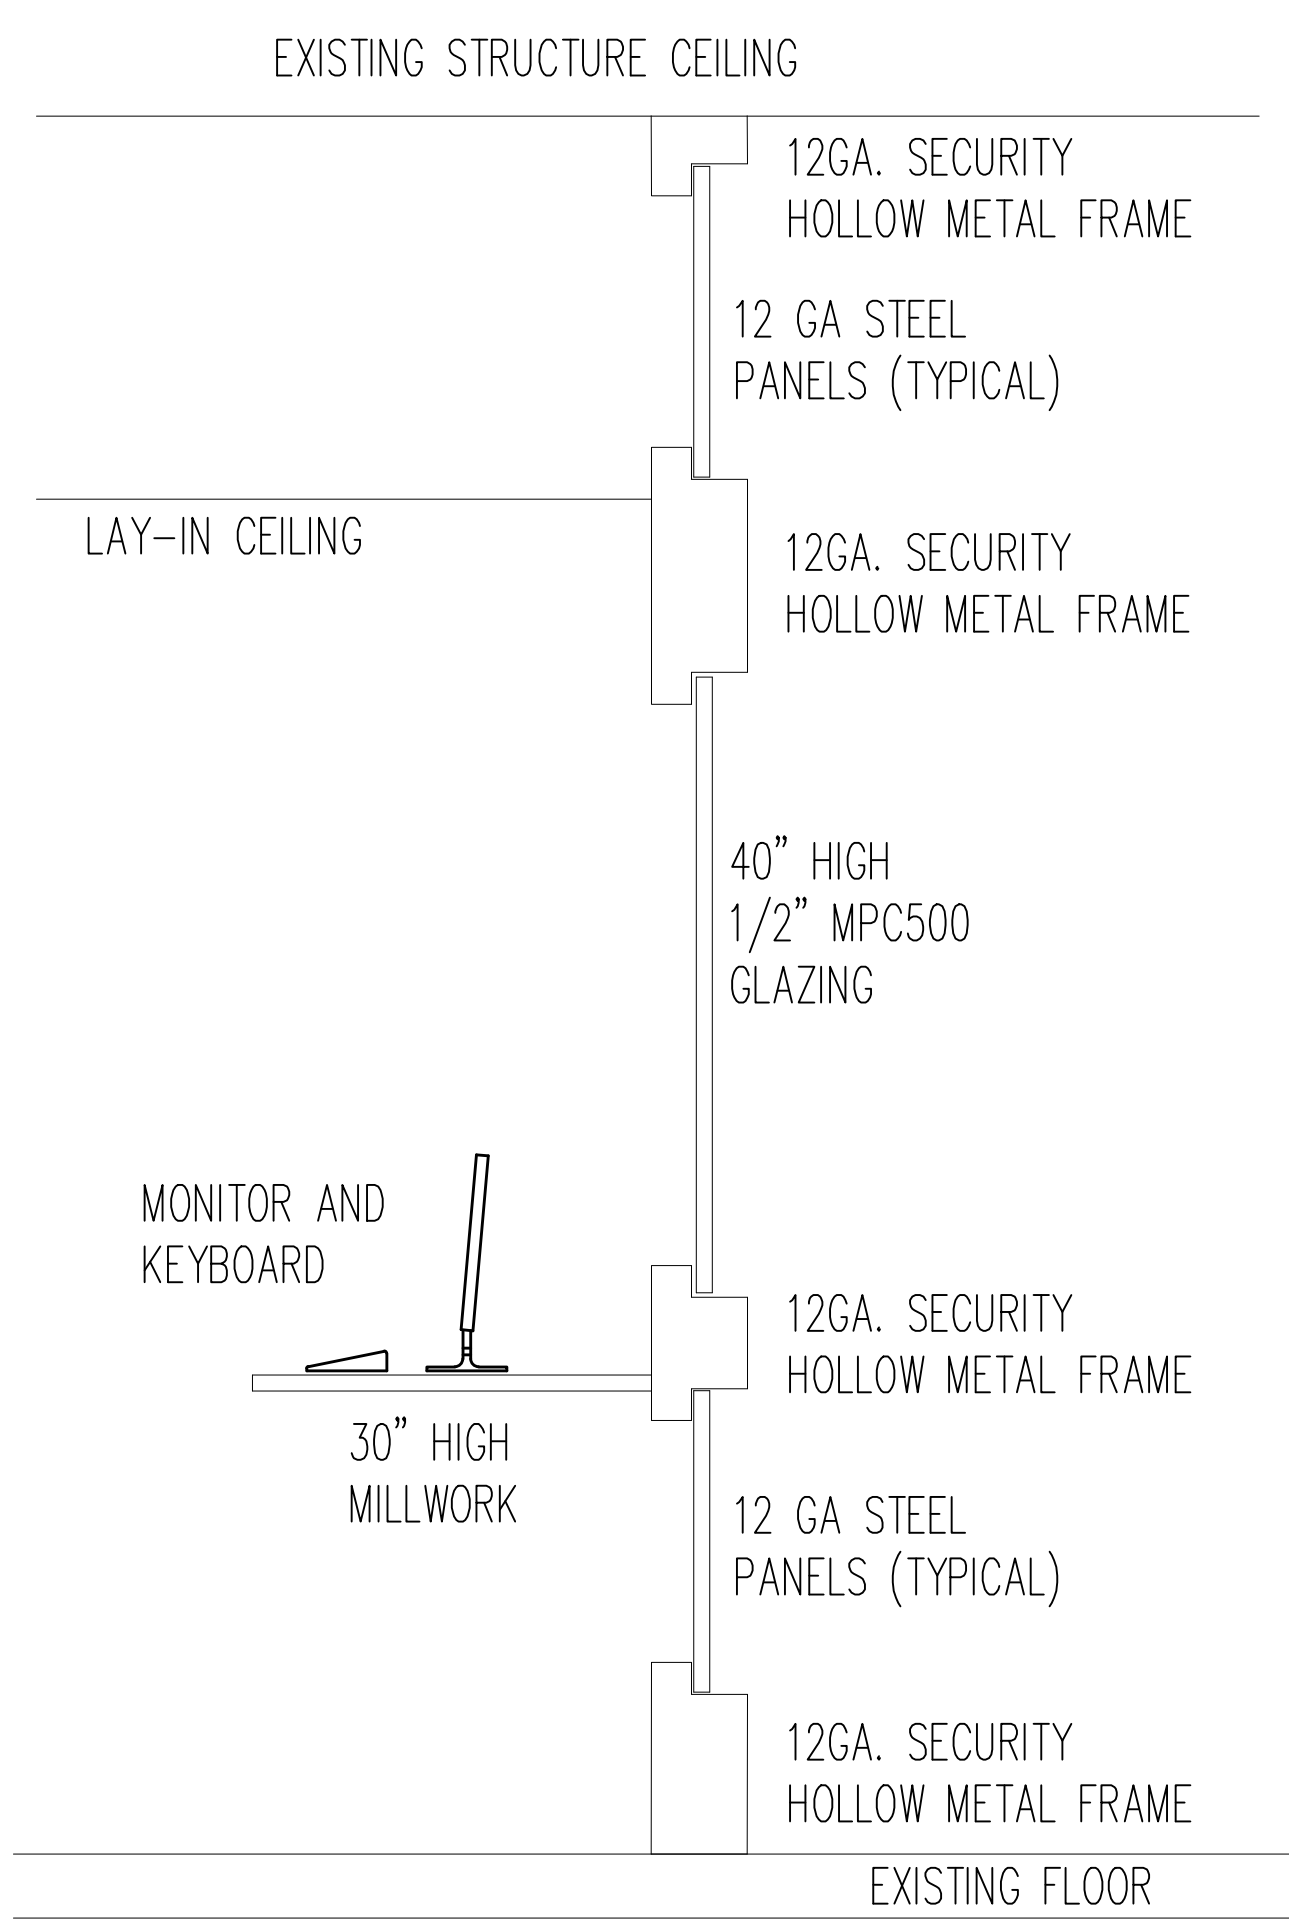 EXISTING STRUCTURE CEILING
12GA. SECURITY
HOLLOW METAL FRAME
12 GA STEEL
PANELS (TYPICAL)
LAY-IN CEILING
12GA. SECURITY
HOLLOW METAL FRAME
40" HIGH
1/2" MPC500
GLAZING
MONITOR AND
KEYBOARD
12GA. SECURITY
HOLLOW METAL FRAME
30" HIGH
MILLWORK
12 GA STEEL
PANELS (TYPICAL)
12GA. SECURITY
HOLLOW METAL FRAME
EXISTING FLOOR